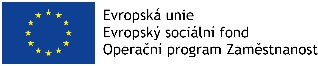 Evropská unie
Evropský sociální fond
Operační program Zaměstnanost